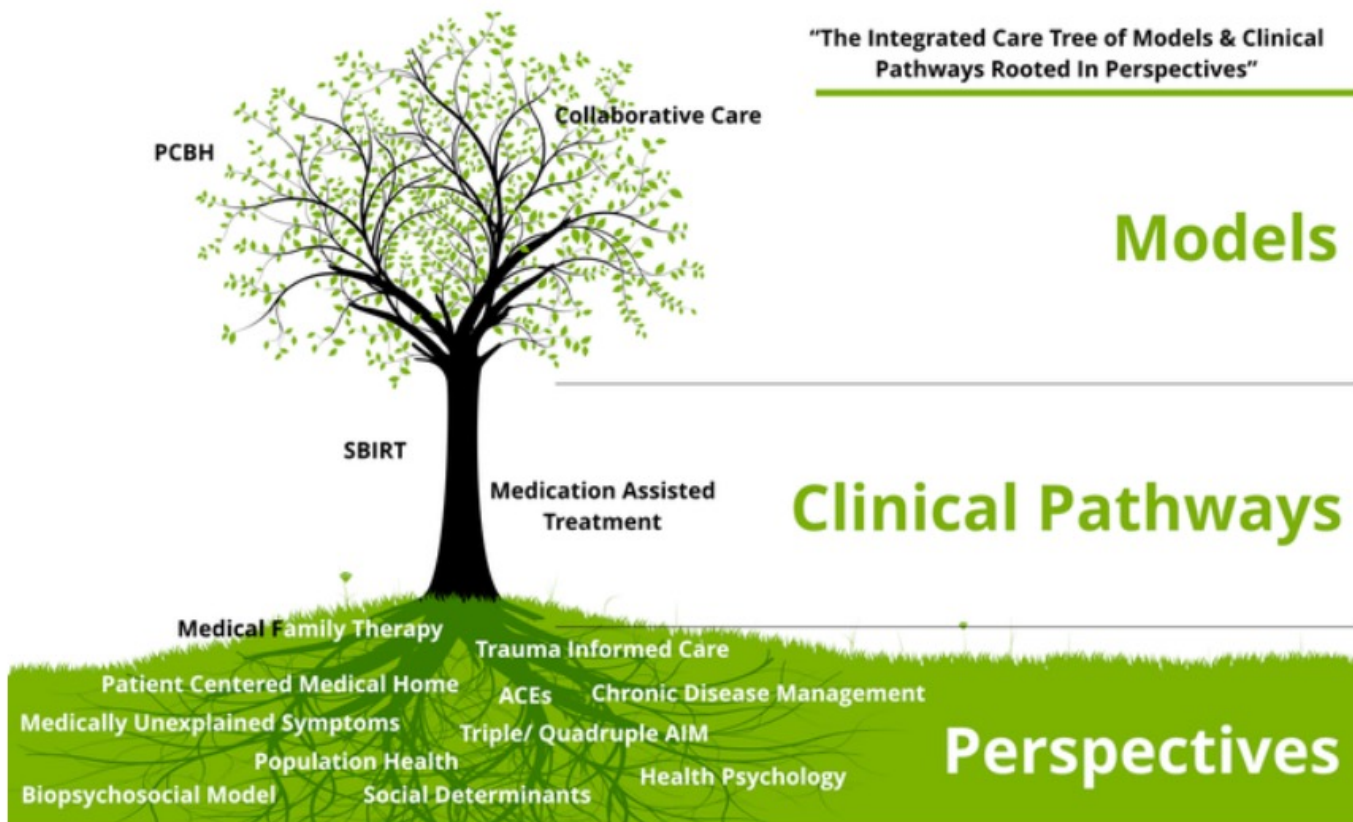 “The Integrated Care Tree of Models & Clinical
Pathways Rooted In Perspectives”
Collaborative Care
PCBH
Models
SBIRT
Medication Assisted
Treatment
Clinical Pathways
Medical Family Therapy
Trauma Informed Care
Patient Centered Medical Home
ACEs
Chronic Disease Management
Medically Unexplained Symptoms
Triple/ Quadruple AIM
Perspectives
Population Health
Health Psychology
Biopsychosocial Model
Social Determinants